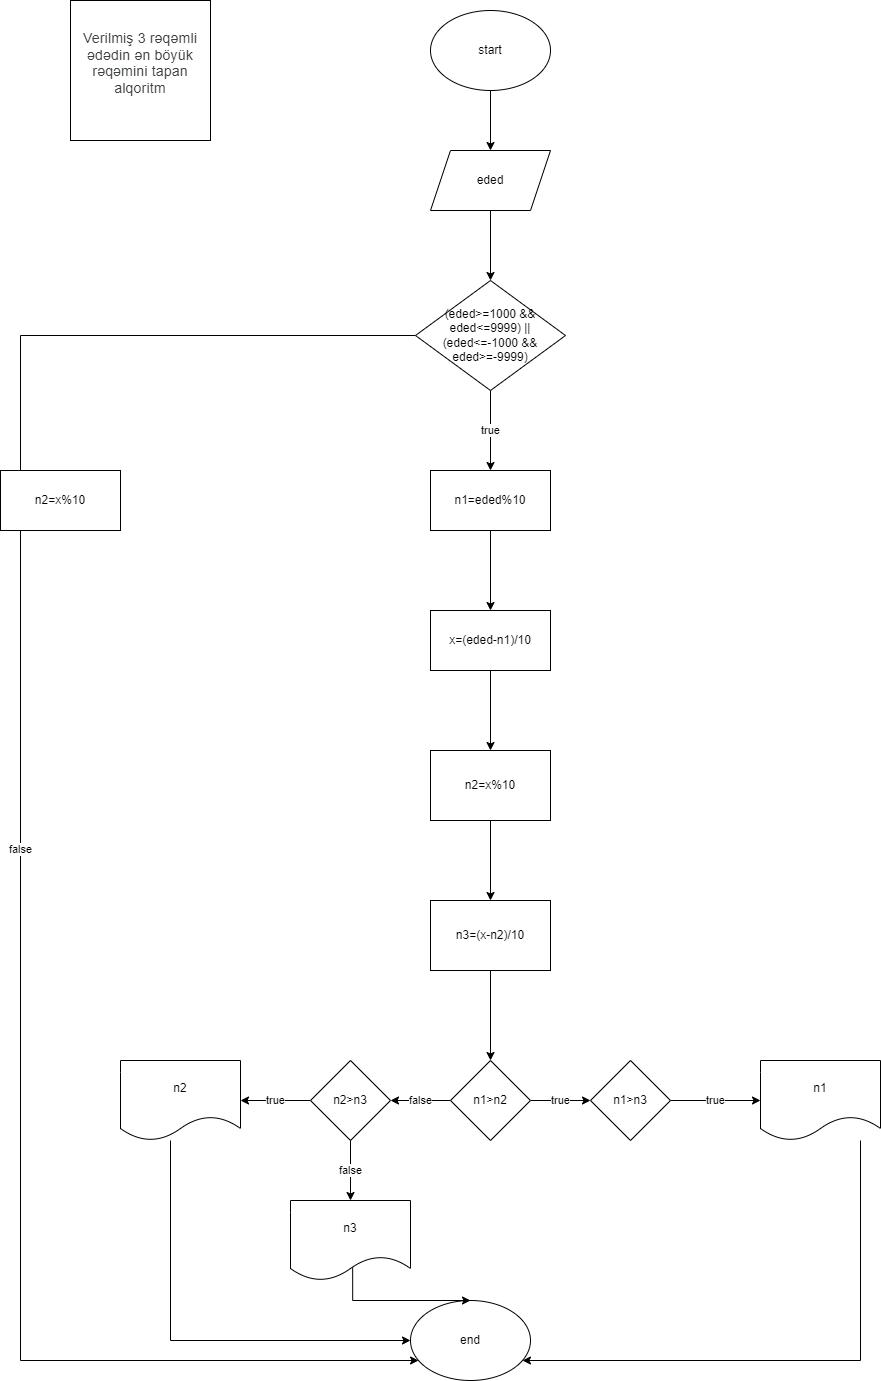 Verilmiş 3 rəqəmli
ədədin ən böyük
rəqəmini tapan
alqoritm
start
eded
(eded>=1000 &&
eded<=9999) ||
(eded<=-1000 &&
eded>=-9999)
true
n2=x%10
n1=eded%10
x=(eded-n1)/10
n2=x%10
false
n3=(x-n2)/10
n2
true
n2>n3
false
n1>n2
true
n1>n3
true
n1
false
n3
end